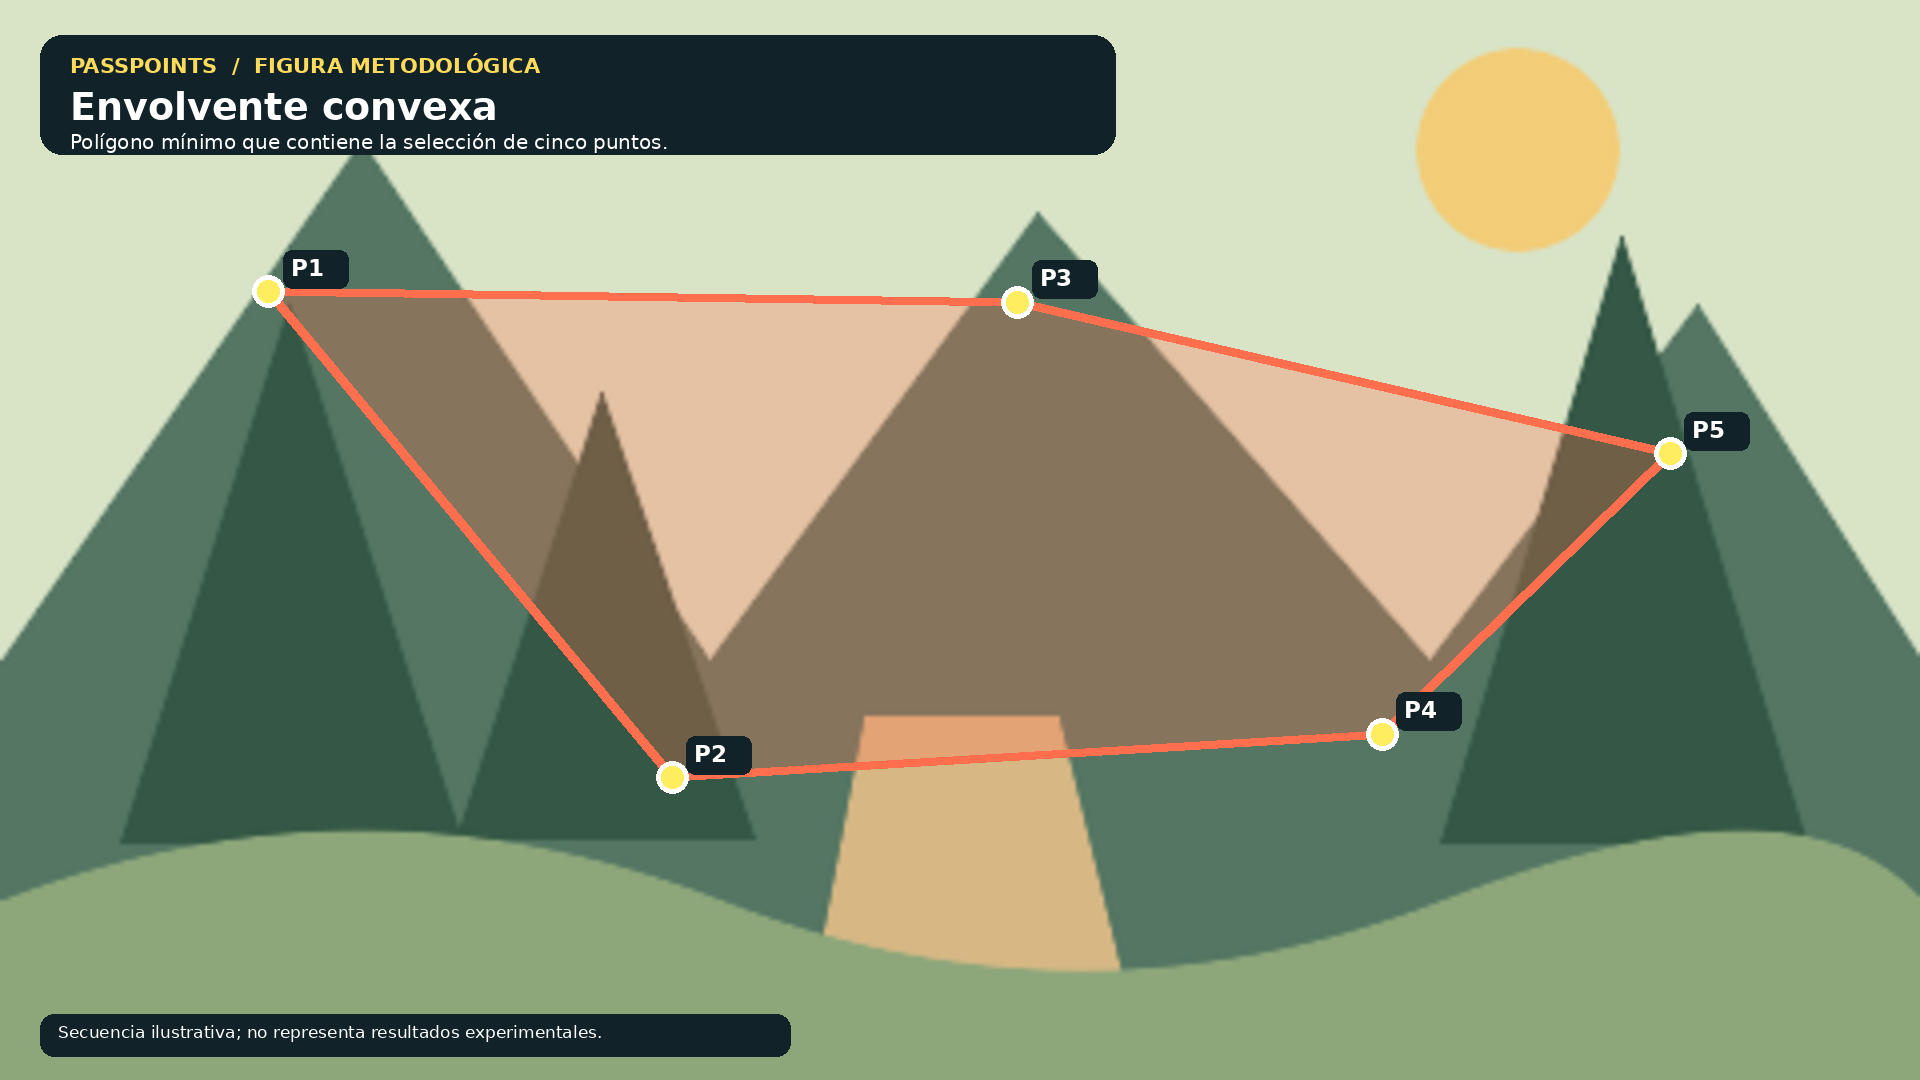 PASSPOINTS / FIGURA METODOLÓGICA
Envolvente convexa
Polígono mínimo que contiene la selección de cinco puntos.
P1
P3
P5
P4
P2
Secuencia ilustrativa; no representa resultados experimentales.